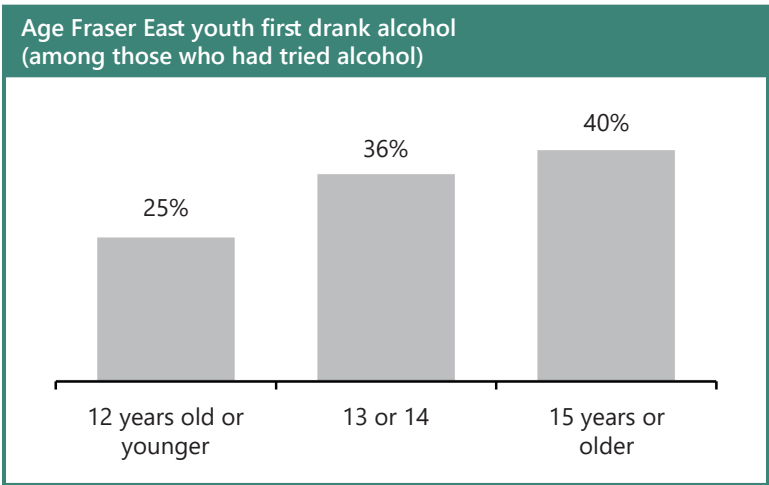 Age Fraser East youth first drank alcohol
(among those who had tried alcohol)
25%
36%
40%
12 years old or
younger
13 or 14
15 years or
older